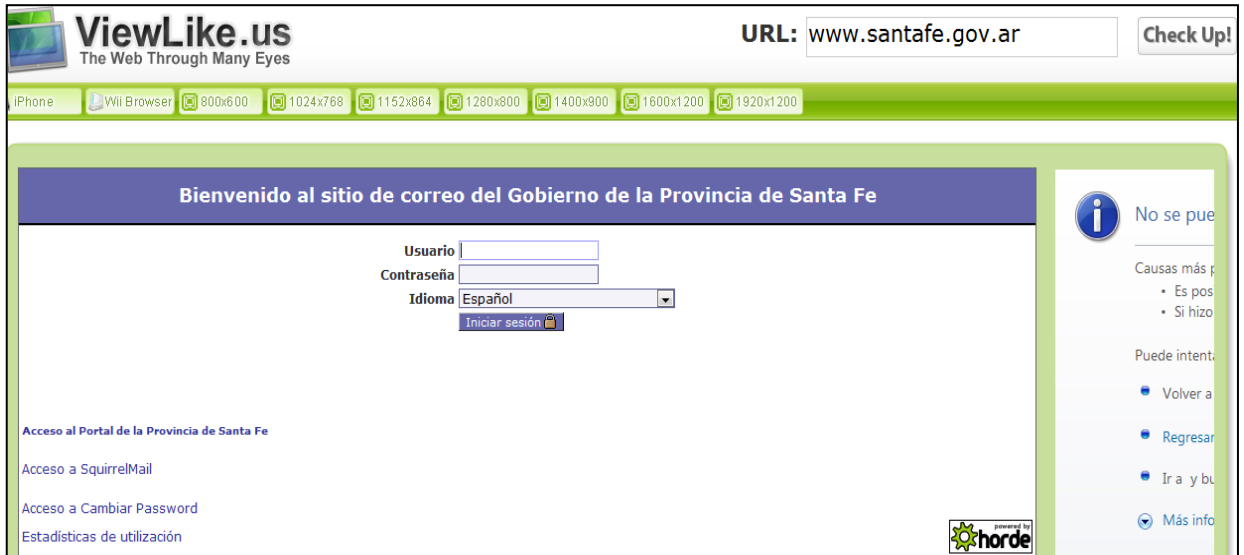 ViewLike.us
The Web Through Many Eyes
URL: www.santafe.gov.ar
Check Up!
iPhone
Wii Browser
800x600
1024x768
1152x864
1280x800
1400x900
1600x1200
1920x1200
Bienvenido al sitio de correo del Gobierno de la Provincia de Santa Fe
Usuario
Contraseña
Idioma Español
Iniciar sesión
Acceso al Portal de la Provincia de Santa Fe
Acceso a SquirrelMail
Acceso a Cambiar Password
Estadísticas de utilización
powered by
horde
No se pue
Causas más p
• Es pos
• Si hizo
Puede intenta
Volver a
Regresar
Ir a y bu
Más info